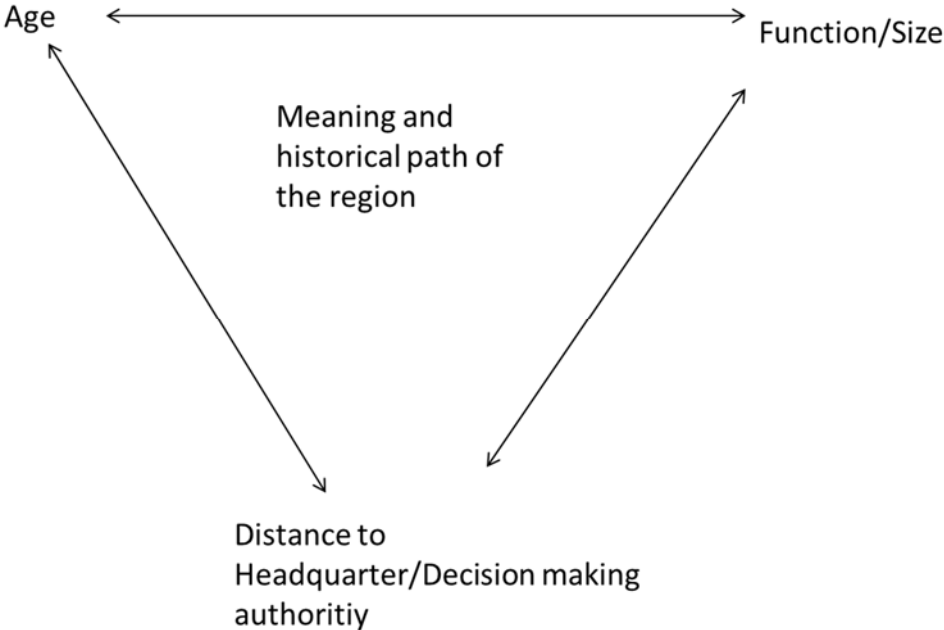 Age
Function/Size
Meaning and
historical path of
the region
Distance to
Headquarter/Decision making
authoritiy